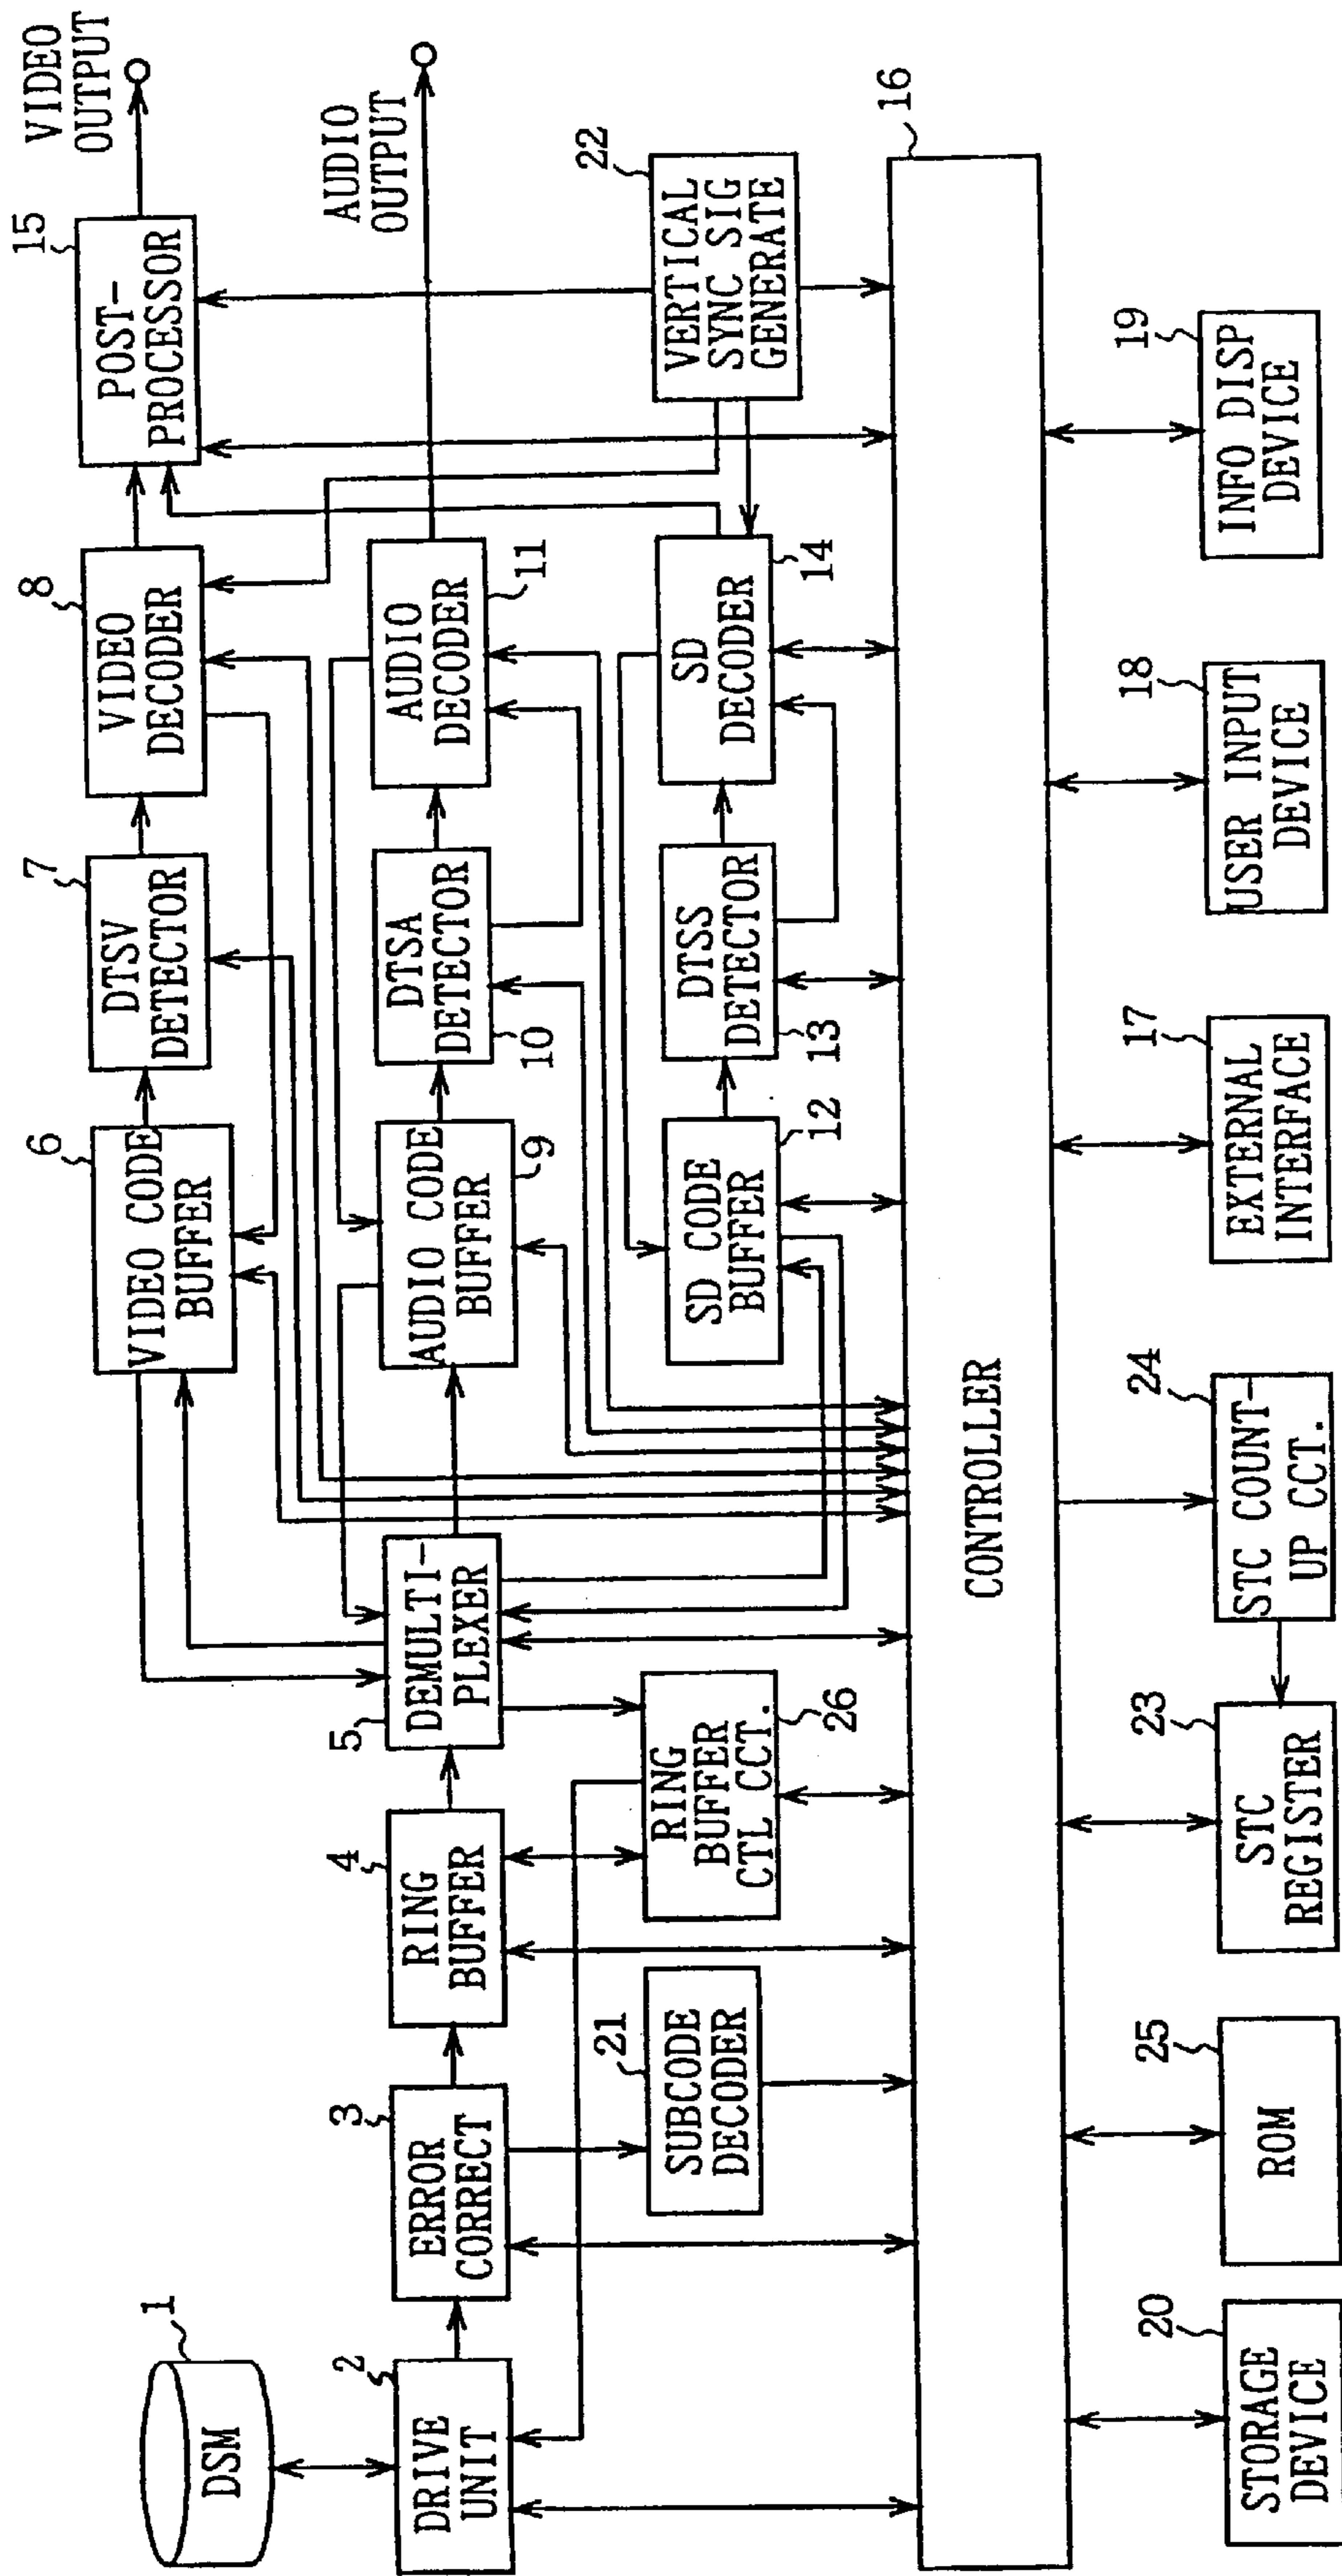 1
DSM
2
DRIVE
UNIT
3
ERROR
CORRECT
4
RING
BUFFER
5
DEMULTI-
PLEXER
6
VIDEO CODE
BUFFER
7
DTSV
DETECTOR
8
VIDEO
DECODER
15
POST-
PROCESSOR
VIDEO
OUTPUT
AUDIO CODE
BUFFER
9
DTSA
DETECTOR
10
AUDIO
DECODER
11
AUDIO
OUTPUT
21
SUBCODE
DECODER
RING
BUFFER
CTL CCT.
26
SD CODE
BUFFER
12
DTSS
DETECTOR
13
SD
DECODER
14
22
VERTICAL
SYNC SIG
GENERATE
16
CONTROLLER
20
STORAGE
DEVICE
25
ROM
23
STC
REGISTER
24
STC COUNT-
UP CCT.
17
EXTERNAL
INTERFACE
18
USER INPUT
DEVICE
19
INFO DISP
DEVICE